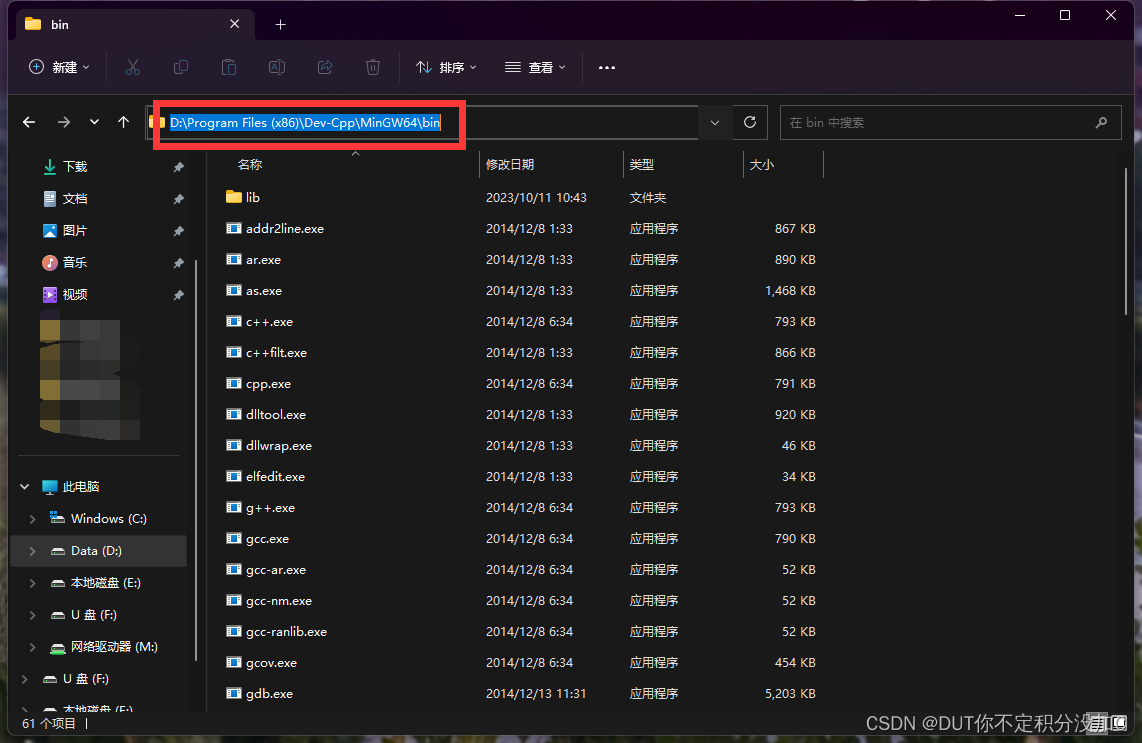 bin
新建
排序
查看
D:\Program Files (x86)\Dev-Cpp\MinGW64\bin
在 bin 中搜索
下载
文档
图片
音乐
视频
此电脑
Windows (C:)
Data (D:)
本地磁盘 (E:)
U 盘 (F:)
网络驱动器 (M:)
U 盘 (F:)
本地磁盘 (E:)
名称 修改日期 类型 大小
lib 2023/10/11 10:43 文件夹
addr2line.exe 2014/12/8 1:33 应用程序 867 KB
ar.exe 2014/12/8 1:33 应用程序 890 KB
as.exe 2014/12/8 1:33 应用程序 1,468 KB
c++.exe 2014/12/8 6:34 应用程序 793 KB
c++filt.exe 2014/12/8 1:33 应用程序 866 KB
cpp.exe 2014/12/8 6:34 应用程序 791 KB
dlltool.exe 2014/12/8 1:33 应用程序 920 KB
dllwrap.exe 2014/12/8 1:33 应用程序 46 KB
elfedit.exe 2014/12/8 1:33 应用程序 34 KB
g++.exe 2014/12/8 6:34 应用程序 793 KB
gcc.exe 2014/12/8 6:34 应用程序 790 KB
gcc-ar.exe 2014/12/8 6:34 应用程序 52 KB
gcc-nm.exe 2014/12/8 6:34 应用程序 52 KB
gcc-ranlib.exe 2014/12/8 6:34 应用程序 52 KB
gcov.exe 2014/12/8 6:34 应用程序 454 KB
gdb.exe 2014/12/13 11:31 应用程序 5,203 KB
61 个项目
CSDN @DUT你不定积分没